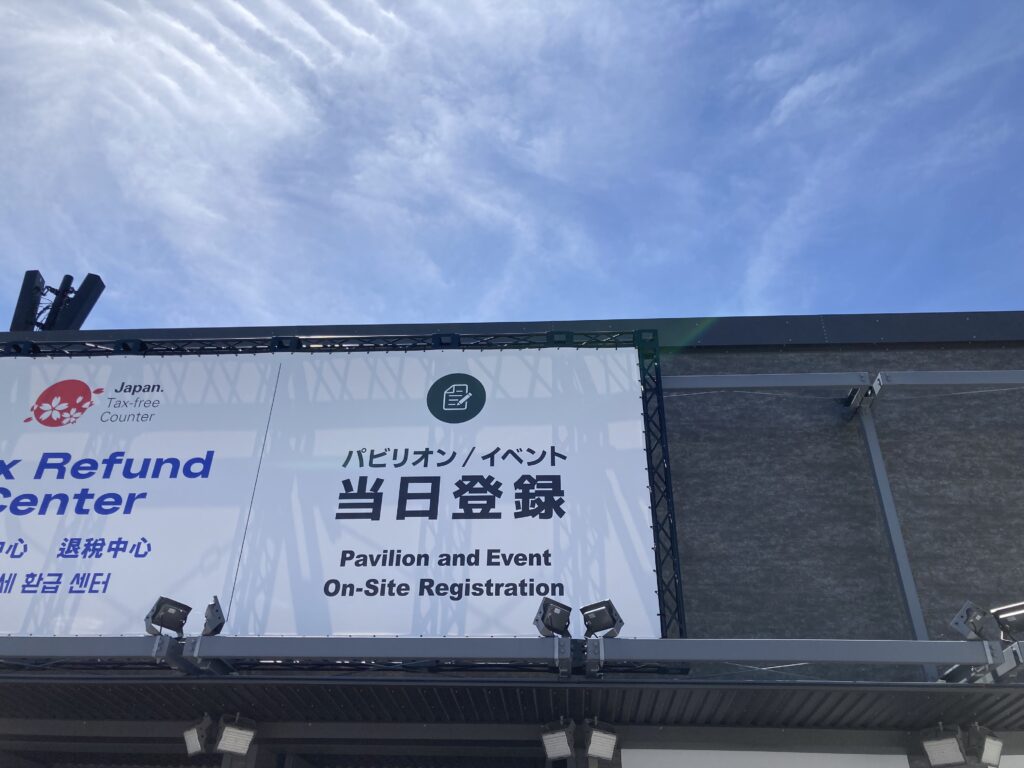 Japan.
Tax-free
Counter
x Refund
Center
中心 退稅中心
세 환급 센터
パビリオン / イベント
当日登録
Pavilion and Event
On-Site Registration